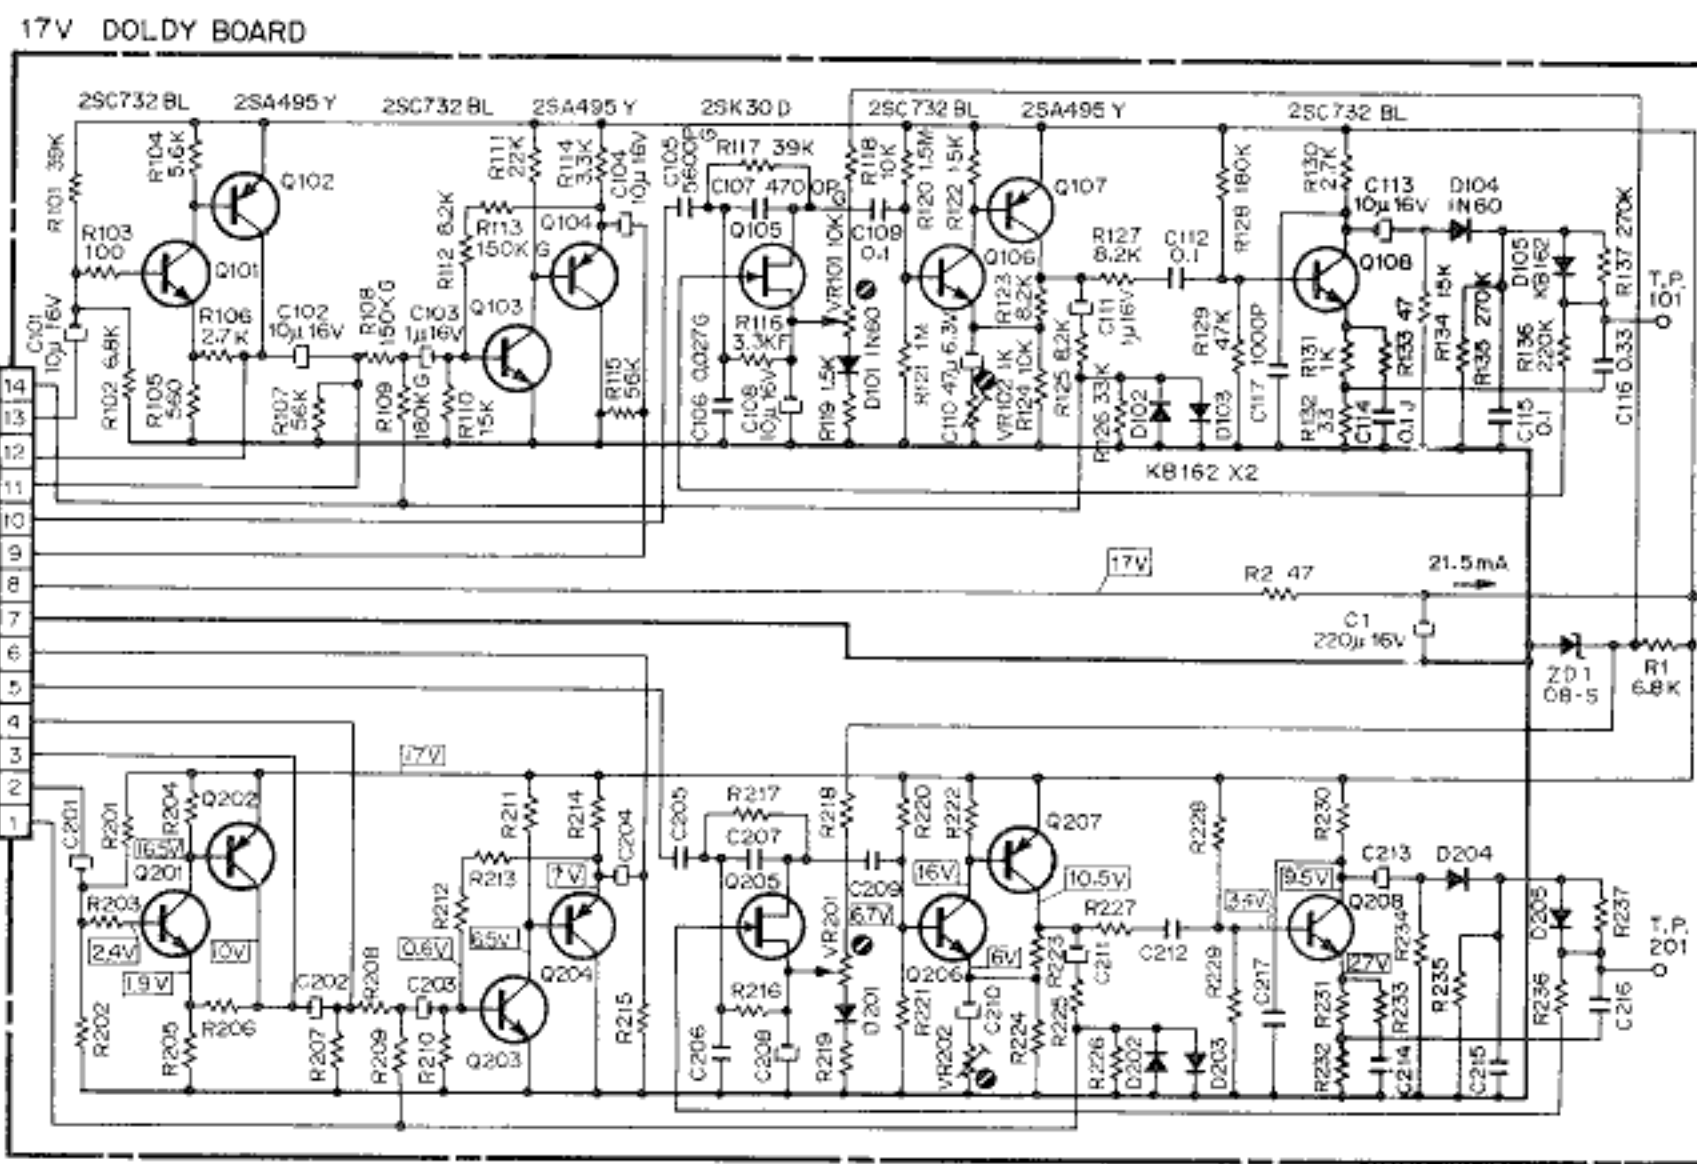 17V DOLDY BOARD
2SC732 BL
2SA495 Y
2SC732 BL
2SA495 Y
2SK30 D
2SC732 BL
2SA495 Y
2SC732 BL
R101 39K
R104
5.6K
Q102
R103
100
Q101
C101
10µ 16V
R102 6.8K
R105
560
R106
2.7K
C102
10µ 16V
R107
56K
R108
150K G
R109
180K G
C103
1µ 16V
R110
15K
R111
22K
R112 8.2K
R113
150K G
Q103
Q104
R114
3.3K
C104
10µ 16V
R115
56K
C105
5600P G
R117 39K
C107 4700P G
Q105
R116
3.3KF
C106 0.027G
C108
10µ 16V
R118
10K
VR101 10K
D101 1N60
R119 1.5K
C109
0.1
R120 1.5M
R121 1M
R122 15K
Q106
Q107
R123
8.2K
C110 47µ 6.3V
VR102 1K
R124 10K
R125 8.2K
C111
1µ 16V
R126 33K
R127
8.2K
C112
0.1
D102
D103
KB162 X2
R128 180K
R129
47K
C117 1000P
R130
2.7K
Q108
R131
1K
R132
33
R133 47
C114
0.1 J
C113
10µ 16V
R134 15K
D104
1N60
R135 270K
C115
0.1
D105
KB162
R136
220K
R137 270K
C116 0.33
T.P.
101
14
13
12
11
10
9
8
7
6
5
4
3
2
1
17V
R2 47
21.5mA
C1
220µ 16V
ZD1
08-5
R1
6.8K
17V
C201
R201
R204
Q202
16.5V
Q201
R203
2.4V
1.9V
10V
R202
R205
R206
C202
R207
R208
R209
C203
R210
R211
R212
R213
0.6V
6.5V
Q203
Q204
R214
7V
C204
R215
C205
R217
C207
Q205
R216
C206
C208
R218
VR201
D201
R219
C209
6.7V
R220
R221
R222
16V
Q206
Q207
10.5V
6V
R223
C210
VR202
R224
R225
C211
R226
R227
C212
D202
D203
R228
3.4V
R229
C217
R230
9.5V
Q208
2.7V
R231
R232
R233
C214
C213
R234
D204
R235
C215
D205
R236
R237
C216
T.P.
201